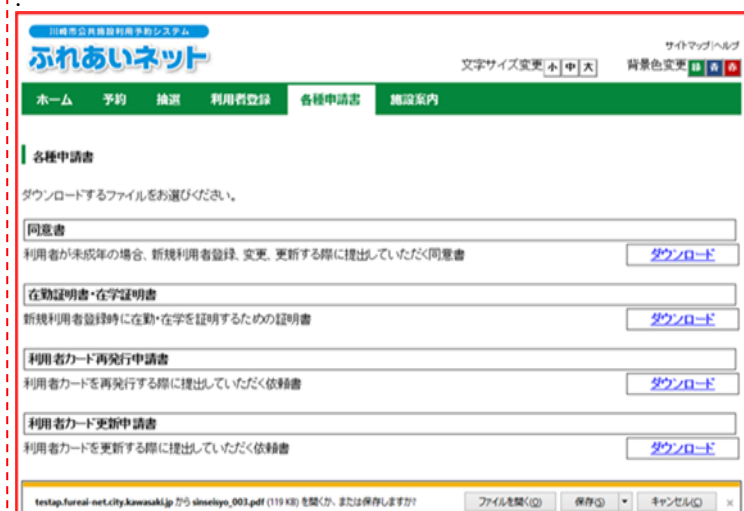 川崎市公共施設利用予約システム
ふれあいネット
サイトマップ|ヘルプ
文字サイズ変更 小 中 大 背景色変更 緑 青 赤
ホーム 予約 抽選 利用者登録 各種申請書 施設案内
各種申請書
ダウンロードするファイルをお選びください。
同意書
利用者が未成年の場合、新規利用者登録、変更、更新する際に提出していただく同意書 ダウンロード
在勤証明書・在学証明書
新規利用者登録時に在勤・在学を証明するための証明書 ダウンロード
利用者カード再発行申請書
利用者カードを再発行する際に提出していただく依頼書 ダウンロード
利用者カード更新申請書
利用者カードを更新する際に提出していただく依頼書 ダウンロード
testap.fureai-net.city.kawasaki.jp から sinseisyo_003.pdf (119 KB) を開くか、または保存しますか? ファイルを開く(O) 保存(S) ▼ キャンセル(C) ×